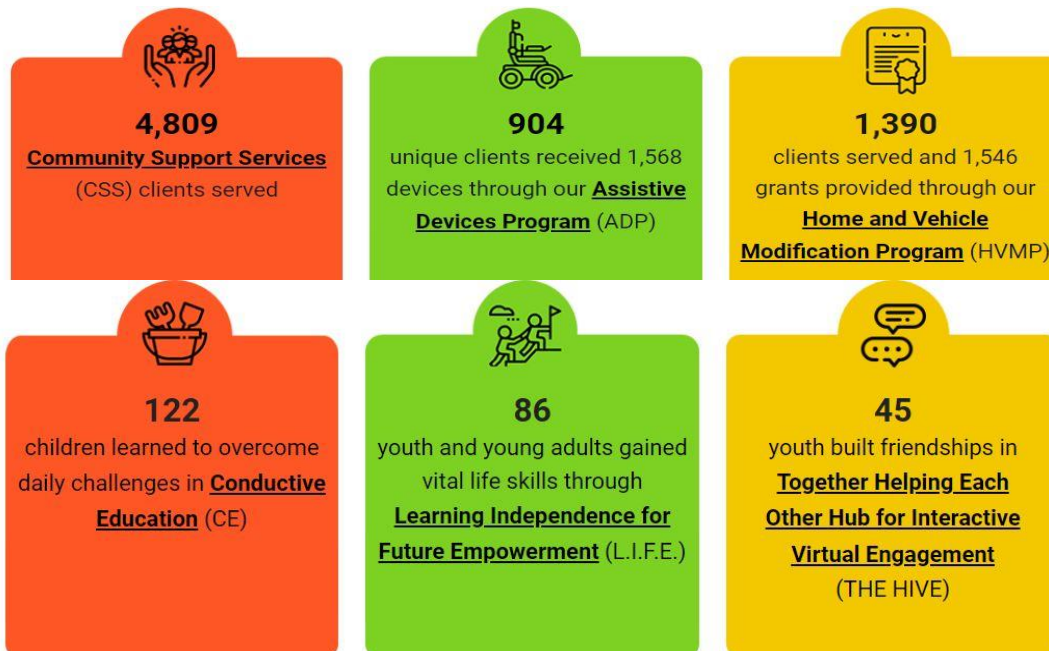 4,809
Community Support Services
(CSS) clients served
904
unique clients received 1,568
devices through our Assistive
Devices Program (ADP)
1,390
clients served and 1,546
grants provided through our
Home and Vehicle
Modification Program (HVMP)
122
children learned to overcome
daily challenges in Conductive
Education (CE)
86
youth and young adults gained
vital life skills through
Learning Independence for
Future Empowerment (L.I.F.E.)
45
youth built friendships in
Together Helping Each
Other Hub for Interactive
Virtual Engagement
(THE HIVE)